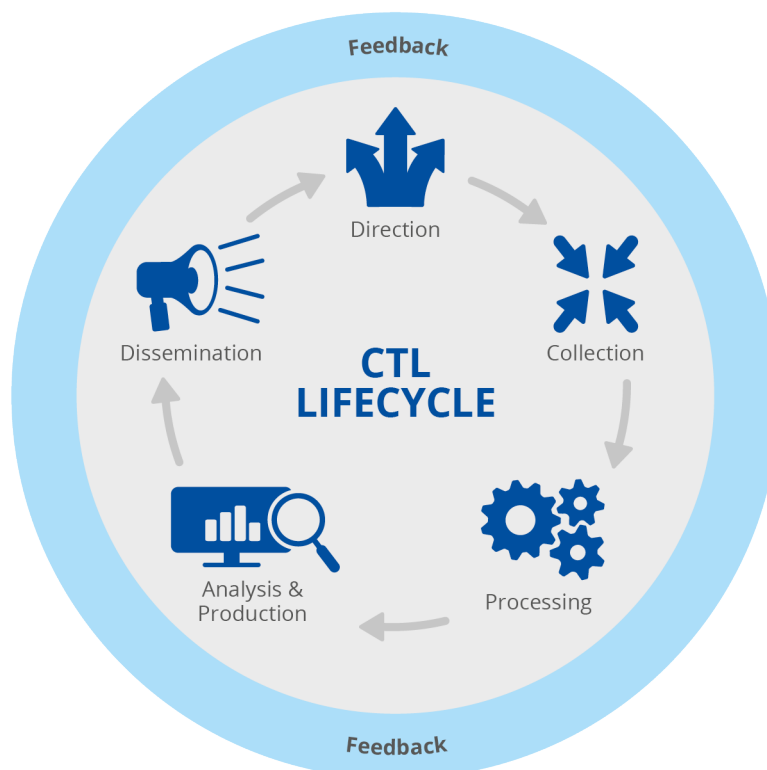 Feedback
Direction
Dissemination
Collection
CTL
LIFECYCLE
Analysis &
Production
Processing
Feedback